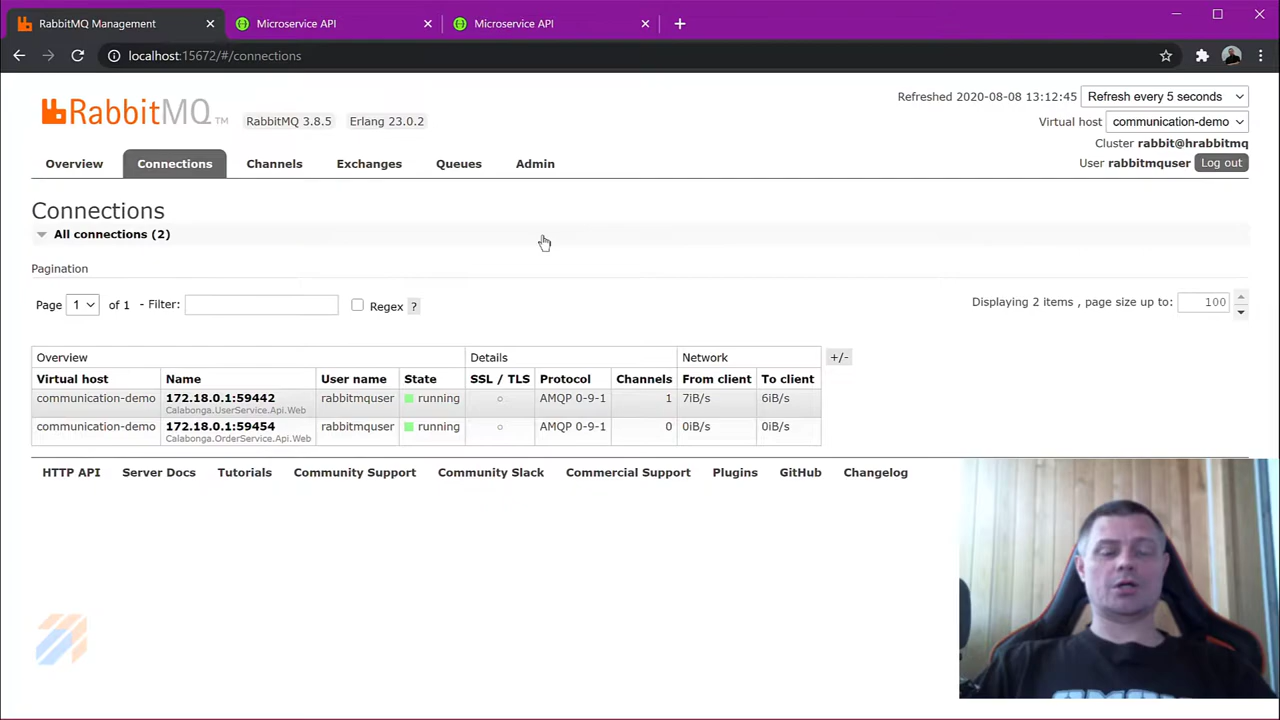 RabbitMQ Management
Microservice API
Microservice API
localhost:15672/#/connections
RabbitMQ TM
RabbitMQ 3.8.5
Erlang 23.0.2
Refreshed 2020-08-08 13:12:45
Refresh every 5 seconds
Virtual host communication-demo
Cluster rabbit@hrabbitmq
User rabbitmquser Log out
Overview Connections Channels Exchanges Queues Admin
Connections
All connections (2)
Pagination
Page 1 of 1 - Filter: Regex ?
Displaying 2 items , page size up to: 100
Overview Details Network +/-
Virtual host Name User name State SSL / TLS Protocol Channels From client To client
communication-demo 172.18.0.1:59442 rabbitmquser running ○ AMQP 0-9-1 1 7iB/s 6iB/s
Calabonga.UserService.Api.Web
communication-demo 172.18.0.1:59454 rabbitmquser running ○ AMQP 0-9-1 0 0iB/s 0iB/s
Calabonga.OrderService.Api.Web
HTTP API Server Docs Tutorials Community Support Community Slack Commercial Support Plugins GitHub Changelog